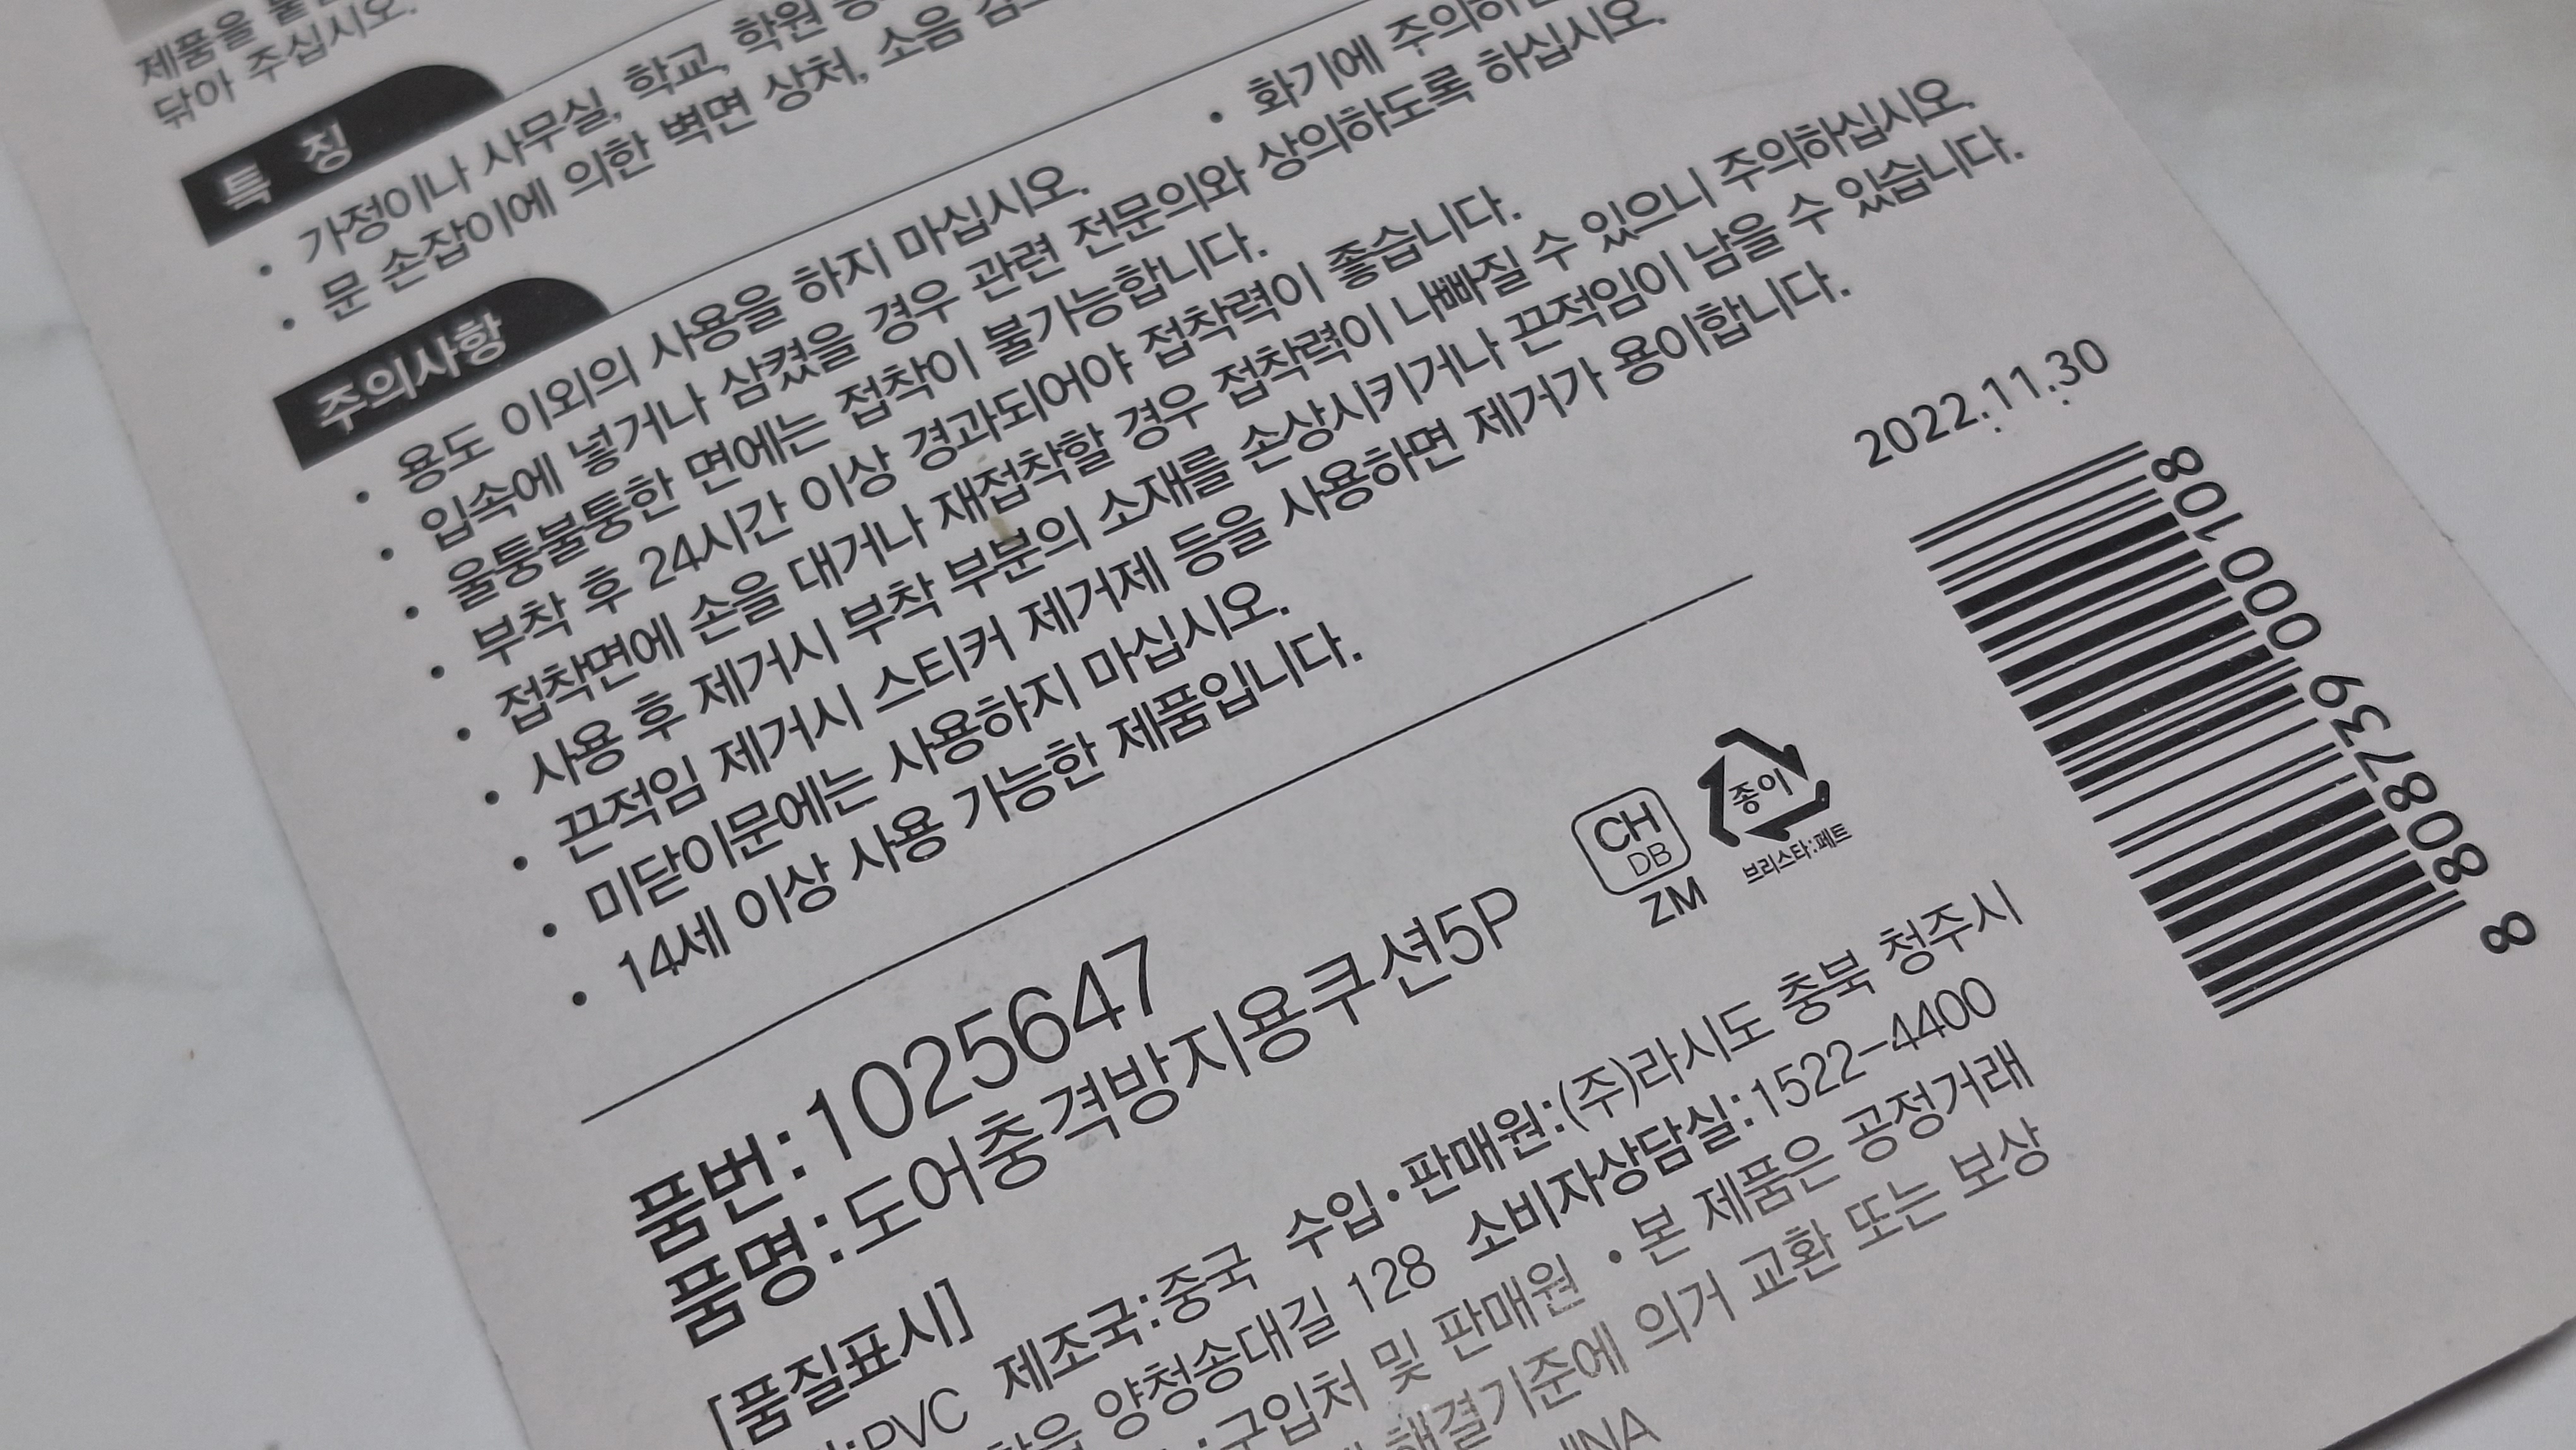 제품을
닦아 주십시오.
특 징
• 가정이나 사무실, 학교, 학원
• 문 손잡이에 의한 벽면 상처, 소음
주의사항
• 용도 이외의 사용을 하지 마십시오. • 화기에
• 입속에 넣거나 삼켰을 경우 관련 전문의와 상의하도록 하십시오.
• 울퉁불퉁한 면에는 접착이 불가능합니다.
• 부착 후 24시간 이상 경과되어야 접착력이 좋습니다.
• 접착면에 손을 대거나 재접착할 경우 접착력이 나빠질 수 있으니 주의하십시오.
• 사용 후 제거시 부착 부분의 소재를 손상시키거나 끈적임이 남을 수 있습니다.
• 끈적임 제거시 스티커 제거제 등을 사용하면 제거가 용이합니다.
• 미닫이문에는 사용하지 마십시오.
• 14세 이상 사용 가능한 제품입니다.
2022.11.30
8 808739 001018
종이
브리스타:페트
CH
DB
ZM
품번:1025647
품명:도어충격방지용쿠션5P
[품질표시]
:PVC 제조국:중국 수입•판매원:(주)라시도 충북 청주시
양청송대길 128 소비자상담실:1522-4400
:구입처 및 판매원 •본 제품은 공정거래
해결기준에 의거 교환 또는 보상